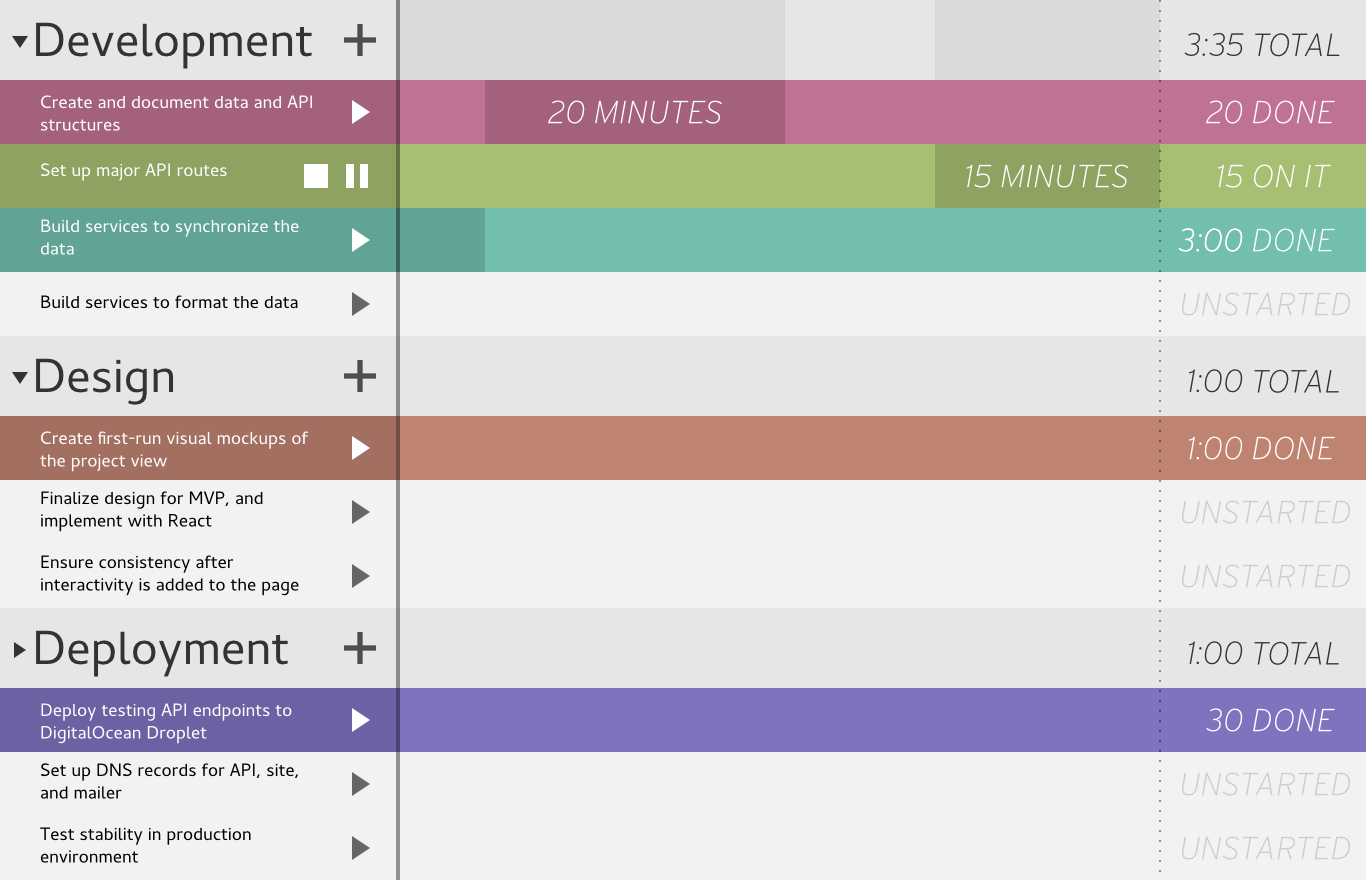 Development
3:35 TOTAL
Create and document data and API
structures
20 MINUTES
20 DONE
Set up major API routes
15 MINUTES
15 ON IT
Build services to synchronize the
data
3:00 DONE
Build services to format the data
UNSTARTED
Design
1:00 TOTAL
Create first-run visual mockups of
the project view
1:00 DONE
Finalize design for MVP, and
implement with React
UNSTARTED
Ensure consistency after
interactivity is added to the page
UNSTARTED
Deployment
1:00 TOTAL
Deploy testing API endpoints to
DigitalOcean Droplet
30 DONE
Set up DNS records for API, site,
and mailer
UNSTARTED
Test stability in production
environment
UNSTARTED